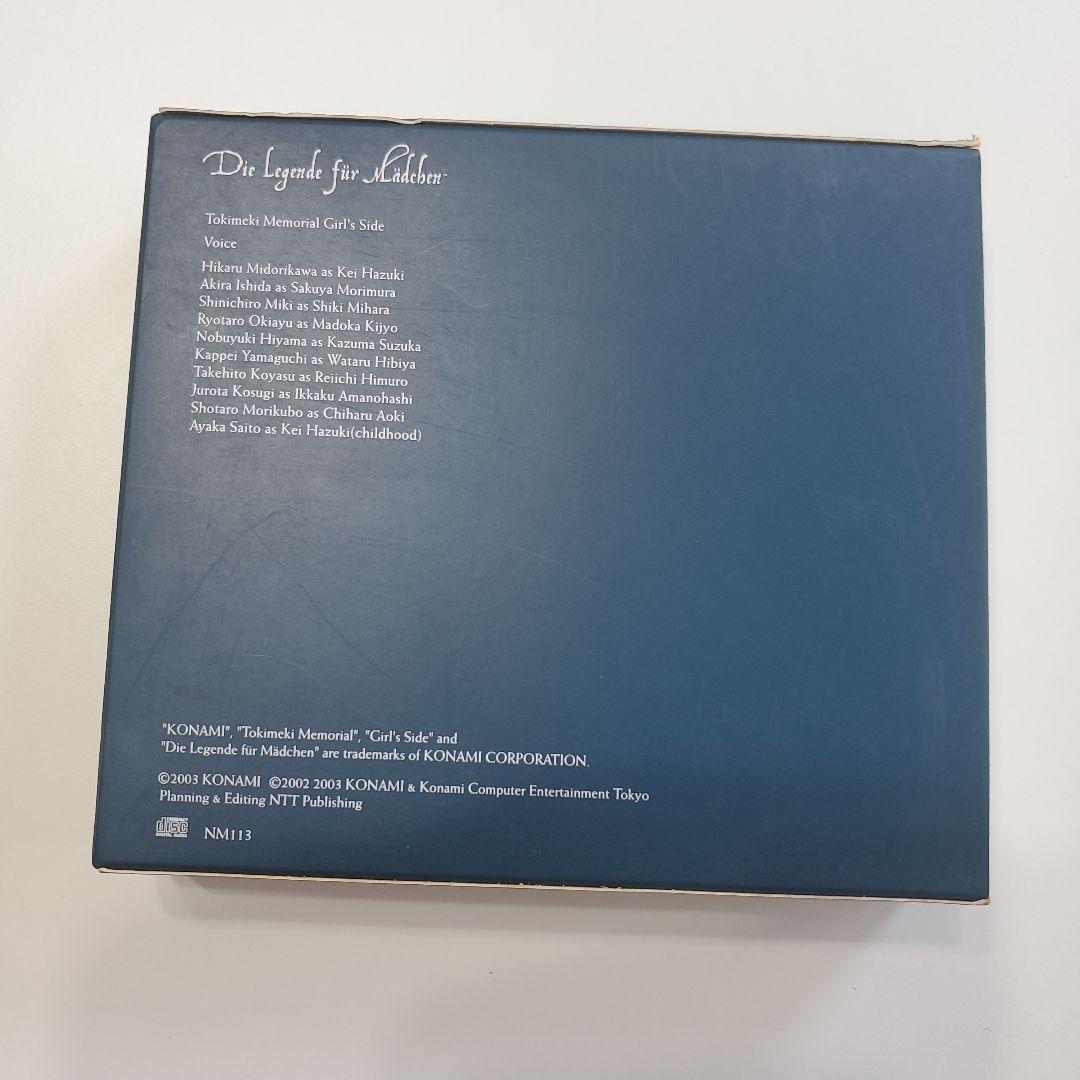 Die Legende für Mädchen™
Tokimeki Memorial Girl's Side
Voice
Hikaru Midorikawa as Kei Hazuki
Akira Ishida as Sakuya Morimura
Shinichiro Miki as Shiki Mihara
Ryotaro Okiayu as Madoka Kijyo
Nobuyuki Hiyama as Kazuma Suzuka
Kappei Yamaguchi as Wataru Hibiya
Takehito Koyasu as Reiichi Himuro
Jurota Kosugi as Ikkaku Amanohashi
Shotaro Morikubo as Chiharu Aoki
Ayaka Saito as Kei Hazuki(childhood)
"KONAMI", "Tokimeki Memorial", "Girl's Side" and
"Die Legende für Mädchen" are trademarks of KONAMI CORPORATION.
©2003 KONAMI ©2002 2003 KONAMI & Konami Computer Entertainment Tokyo
Planning & Editing NTT Publishing
COMPACT
disc
DIGITAL AUDIO
NM113